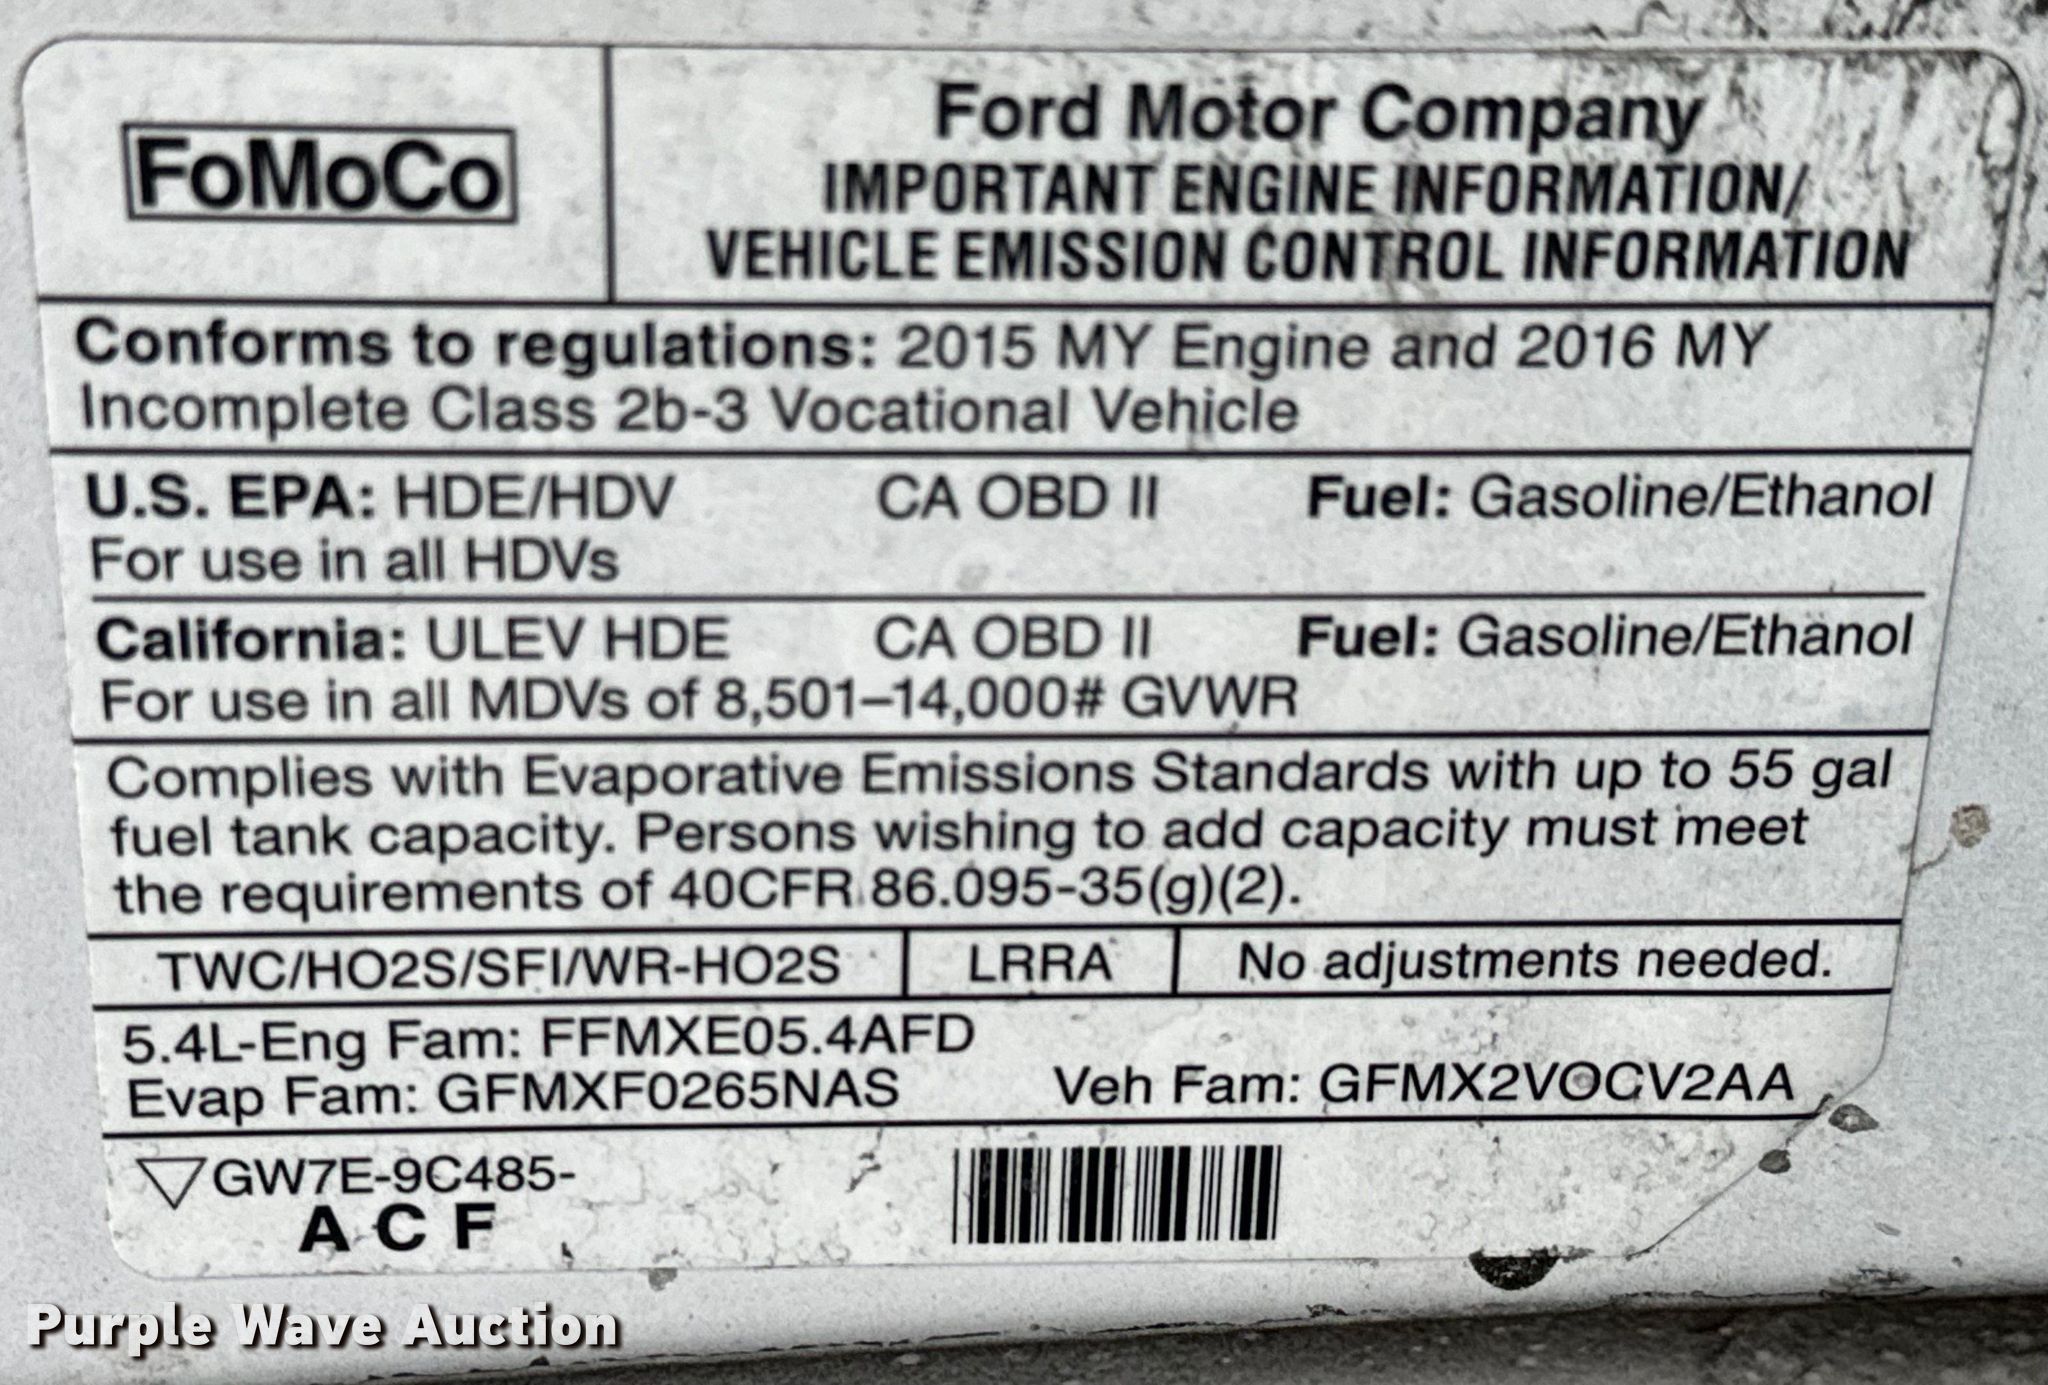 FoMoCo
Ford Motor Company
IMPORTANT ENGINE INFORMATION/
VEHICLE EMISSION CONTROL INFORMATION
Conforms to regulations: 2015 MY Engine and 2016 MY
Incomplete Class 2b-3 Vocational Vehicle
U.S. EPA: HDE/HDV CA OBD II Fuel: Gasoline/Ethanol
For use in all HDVs
California: ULEV HDE CA OBD II Fuel: Gasoline/Ethanol
For use in all MDVs of 8,501–14,000# GVWR
Complies with Evaporative Emissions Standards with up to 55 gal
fuel tank capacity. Persons wishing to add capacity must meet
the requirements of 40CFR 86.095-35(g)(2).
TWC/HO2S/SFI/WR-HO2S LRRA No adjustments needed.
5.4L-Eng Fam: FFMXE05.4AFD
Evap Fam: GFMXF0265NAS Veh Fam: GFMX2VOCV2AA
GW7E-9C485-
A C F
Purple Wave Auction